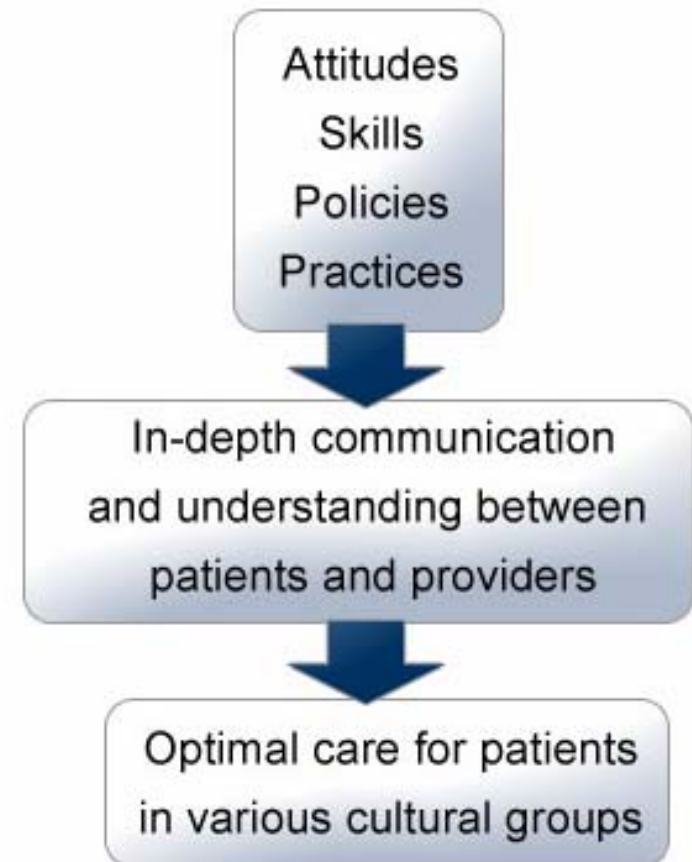 Attitudes
Skills
Policies
Practices
In-depth communication
and understanding between
patients and providers
Optimal care for patients
in various cultural groups